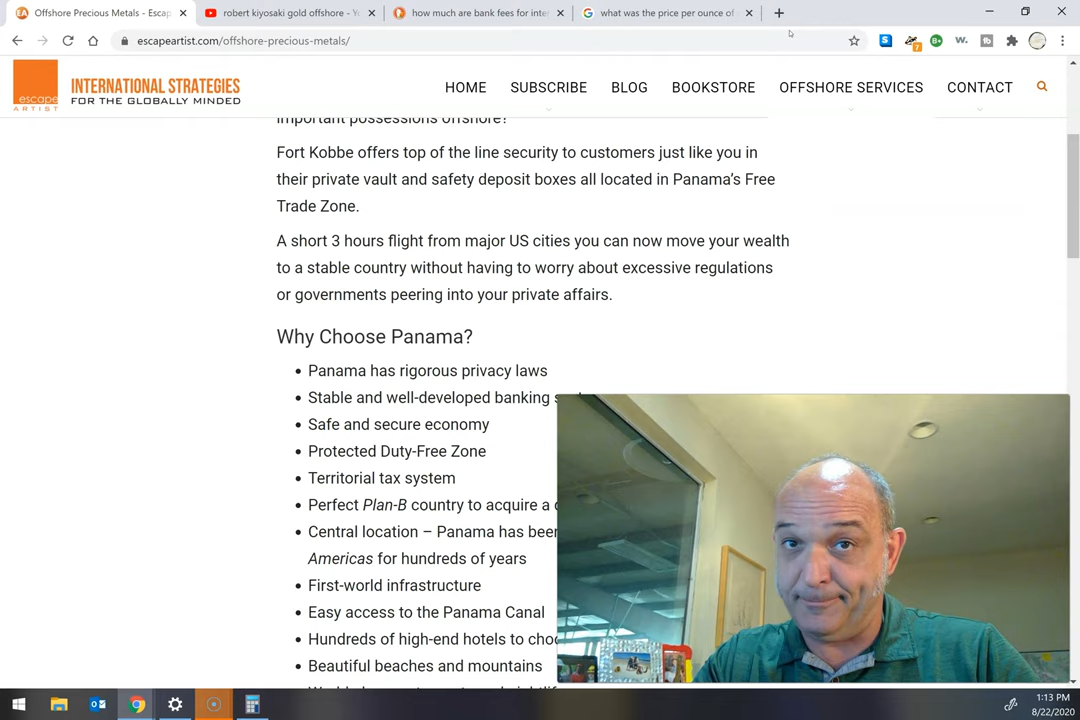 Offshore Precious Metals - Escap
robert kiyosaki gold offshore - Yo
how much are bank fees for inter
what was the price per ounce of
escapeartist.com/offshore-precious-metals/
escape
ARTIST
INTERNATIONAL STRATEGIES
FOR THE GLOBALLY MINDED
HOME
SUBSCRIBE
BLOG
BOOKSTORE
OFFSHORE SERVICES
CONTACT
important possessions offshore?
Fort Kobbe offers top of the line security to customers just like you in
their private vault and safety deposit boxes all located in Panama's Free
Trade Zone.
A short 3 hours flight from major US cities you can now move your wealth
to a stable country without having to worry about excessive regulations
or governments peering into your private affairs.
Why Choose Panama?
• Panama has rigorous privacy laws
• Stable and well-developed banking
• Safe and secure economy
• Protected Duty-Free Zone
• Territorial tax system
• Perfect Plan-B country to acquire a
• Central location – Panama has been
Americas for hundreds of years
• First-world infrastructure
• Easy access to the Panama Canal
• Hundreds of high-end hotels to choo
• Beautiful beaches and mountains
1:13 PM
8/22/2020